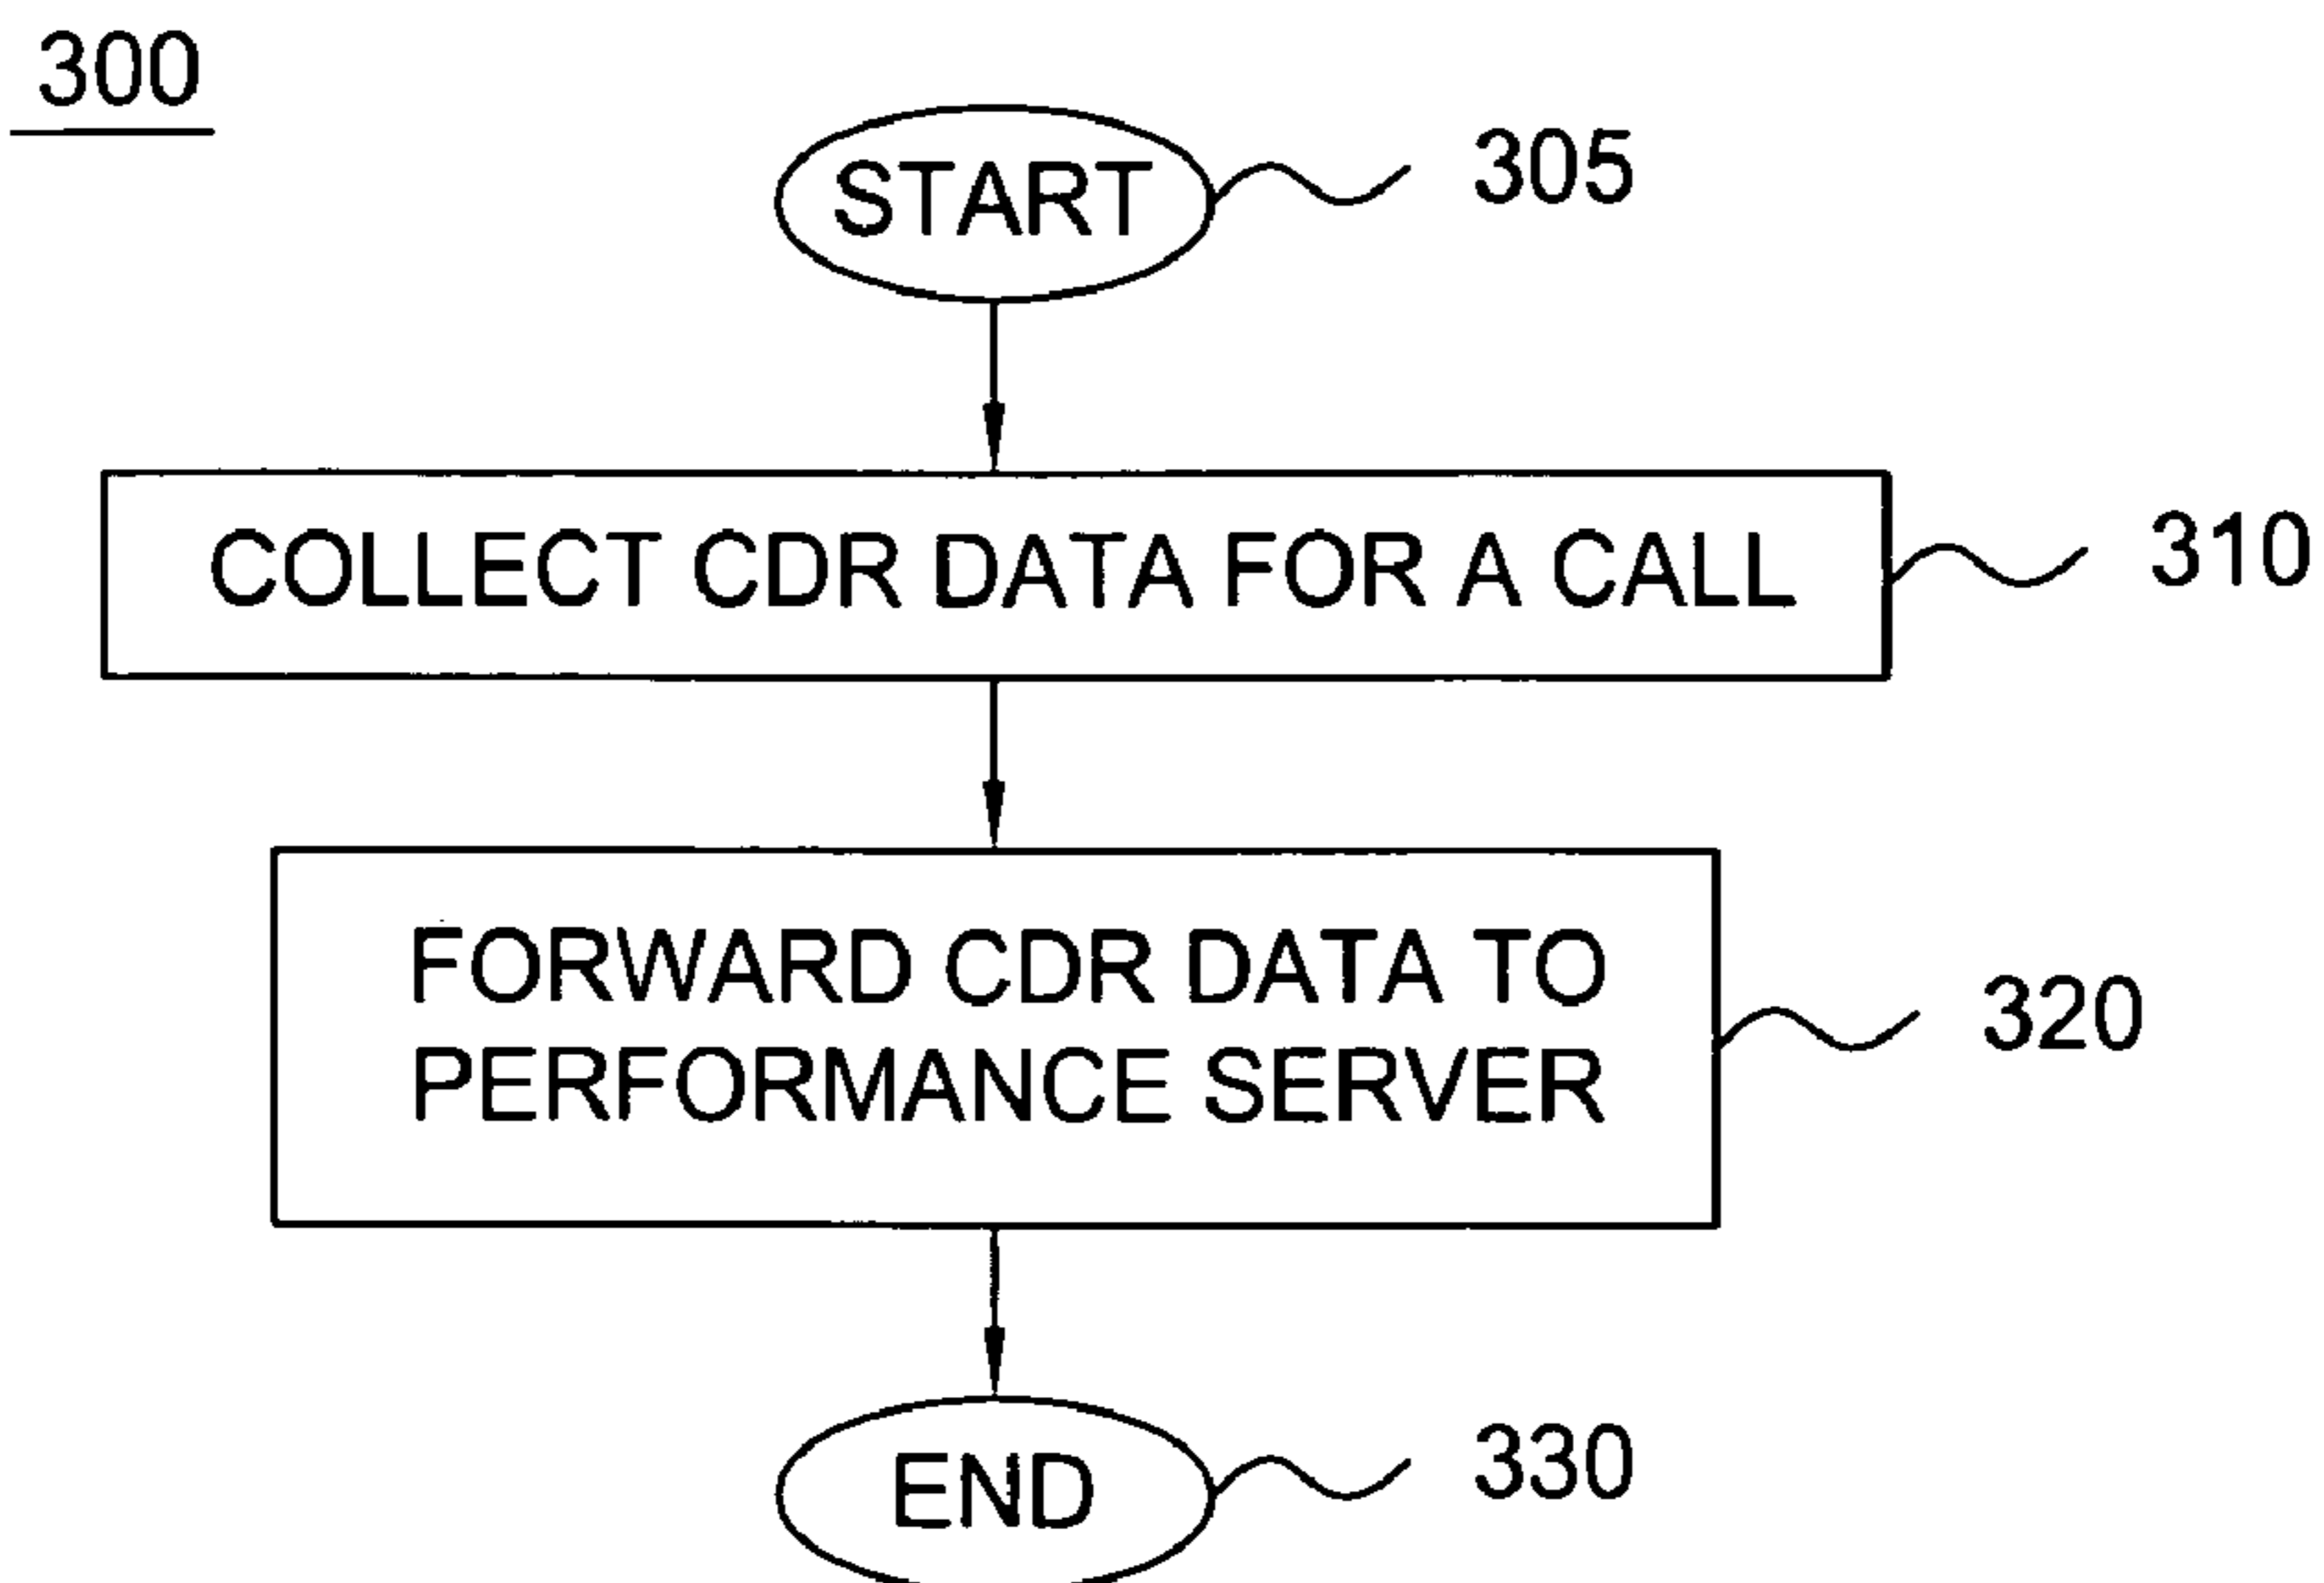 300
START
305
COLLECT CDR DATA FOR A CALL
310
FORWARD CDR DATA TO
PERFORMANCE SERVER
320
END
330